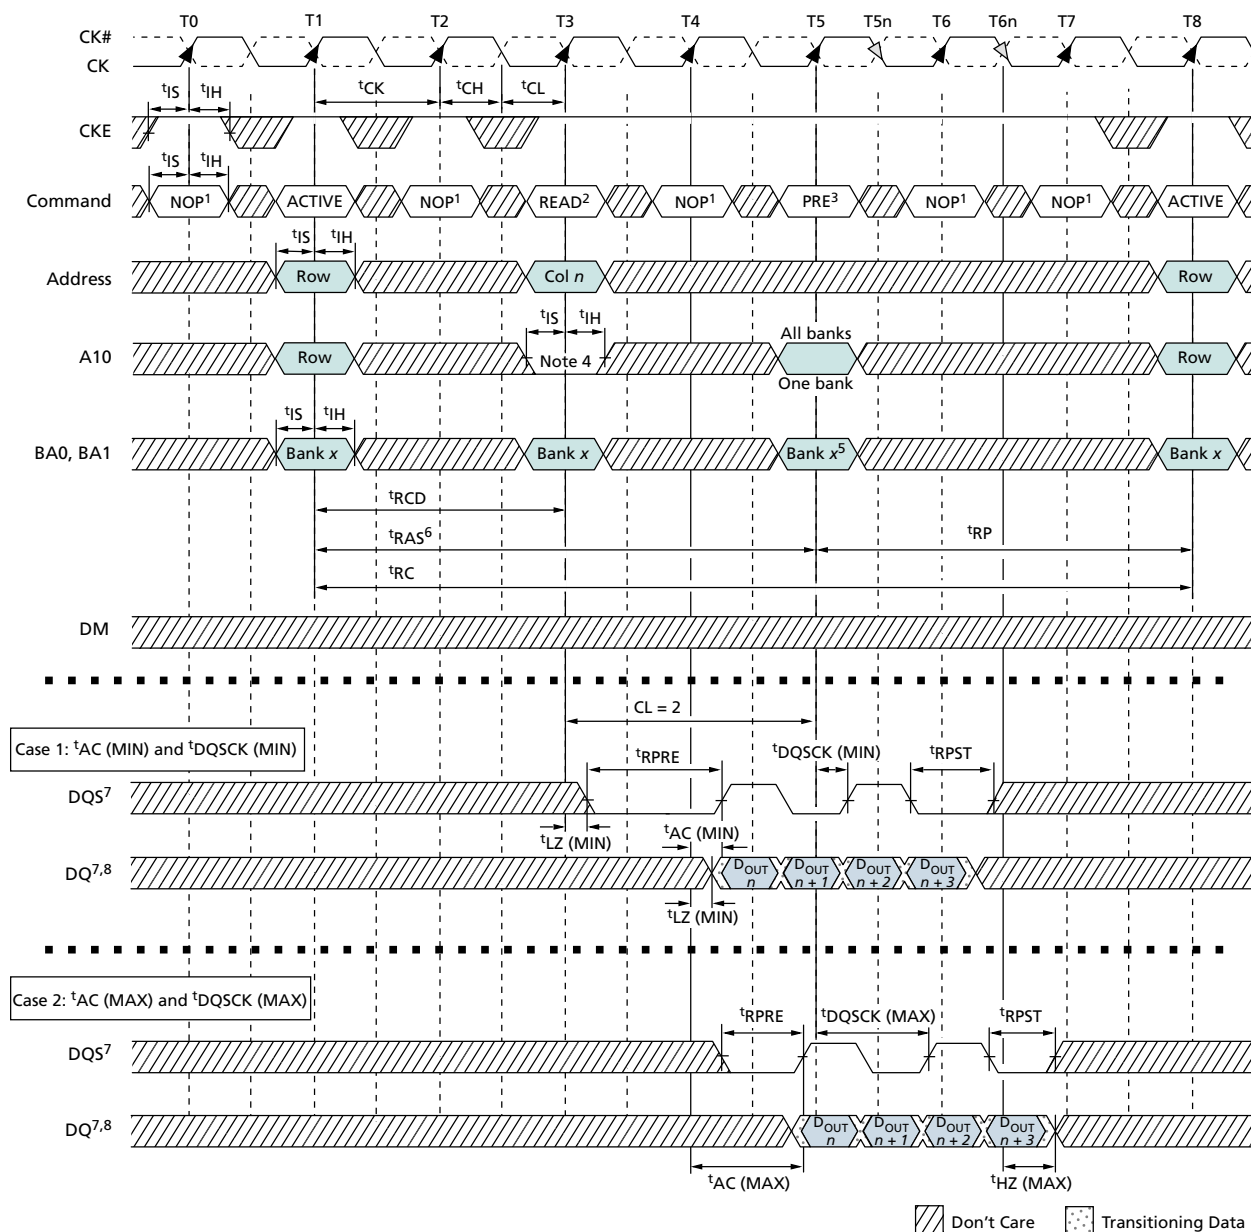 T0 T1 T2 T3 T4 T5 T5n T6 T6n T7 T8
CK#
CK
tIS tIH tCK tCH tCL
CKE
tIS tIH
Command NOP1 ACTIVE NOP1 READ2 NOP1 PRE3 NOP1 NOP1 ACTIVE
tIS tIH
Address Row Col n Row
tIS tIH All banks
A10 Row Note 4 Row
One bank
tIS tIH
BA0, BA1 Bank x Bank x Bank x5 Bank x
tRCD
tRAS6 tRP
tRC
DM
CL = 2
Case 1: tAC (MIN) and tDQSCK (MIN)
tRPRE tDQSCK (MIN) tRPST
DQS7
tLZ (MIN) tAC (MIN)
DQ7,8 DOUT n DOUT n + 1 DOUT n + 2 DOUT n + 3
tLZ (MIN)
Case 2: tAC (MAX) and tDQSCK (MAX)
tRPRE tDQSCK (MAX) tRPST
DQS7
DQ7,8 DOUT n DOUT n + 1 DOUT n + 2 DOUT n + 3
tAC (MAX) tHZ (MAX)
Don't Care Transitioning Data